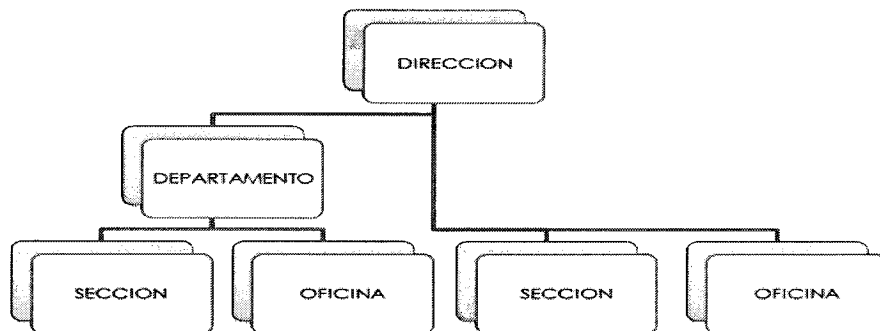 DIRECCION
DEPARTAMENTO
SECCION
OFICINA
SECCION
OFICINA